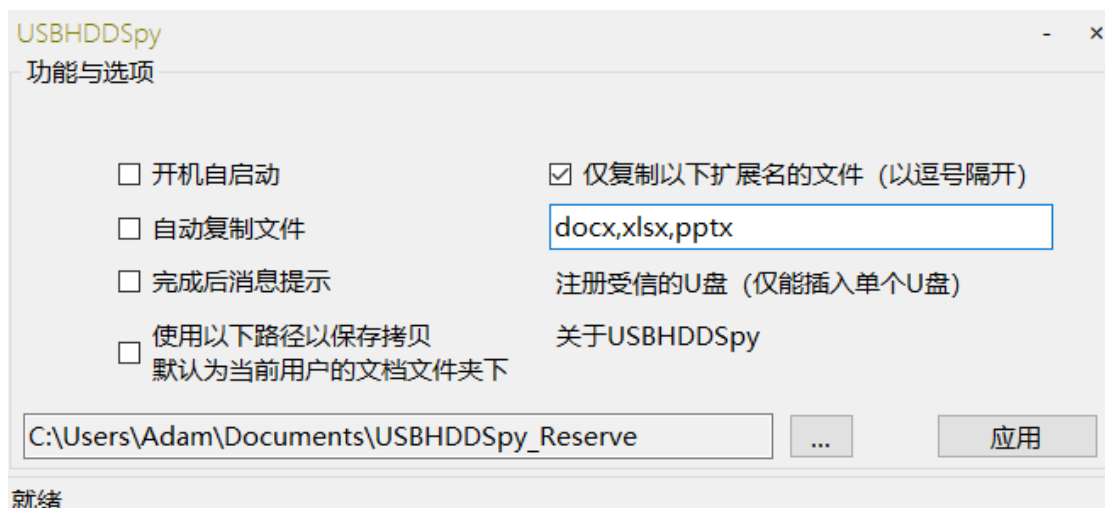 USBHDDSpy
功能与选项
开机自启动
仅复制以下扩展名的文件（以逗号隔开）
自动复制文件
docx,xlsx,pptx
完成后消息提示
注册受信的U盘（仅能插入单个U盘）
使用以下路径以保存拷贝
默认为当前用户的文档文件夹下
关于USBHDDSpy
C:\Users\Adam\Documents\USBHDDSpy_Reserve
...
应用
就绪